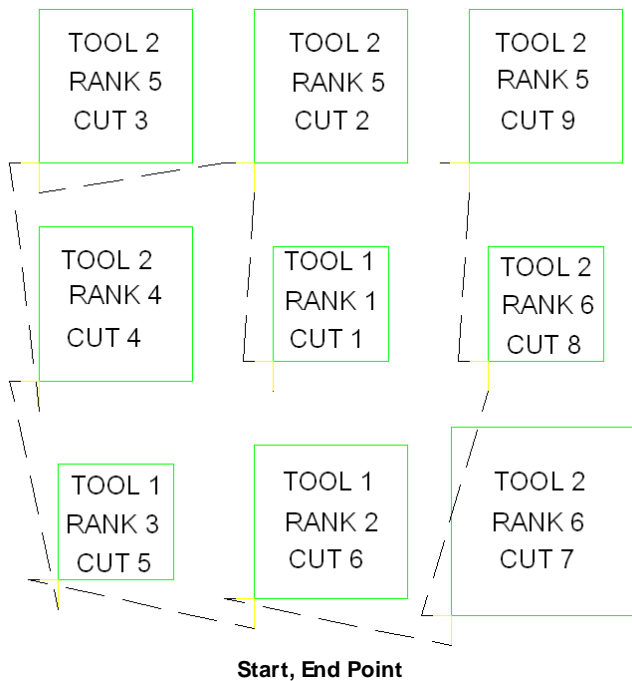 TOOL 2
RANK 5
CUT 3
TOOL 2
RANK 5
CUT 2
TOOL 2
RANK 5
CUT 9
TOOL 2
RANK 4
CUT 4
TOOL 1
RANK 1
CUT 1
TOOL 2
RANK 6
CUT 8
TOOL 1
RANK 3
CUT 5
TOOL 1
RANK 2
CUT 6
TOOL 2
RANK 6
CUT 7
Start, End Point